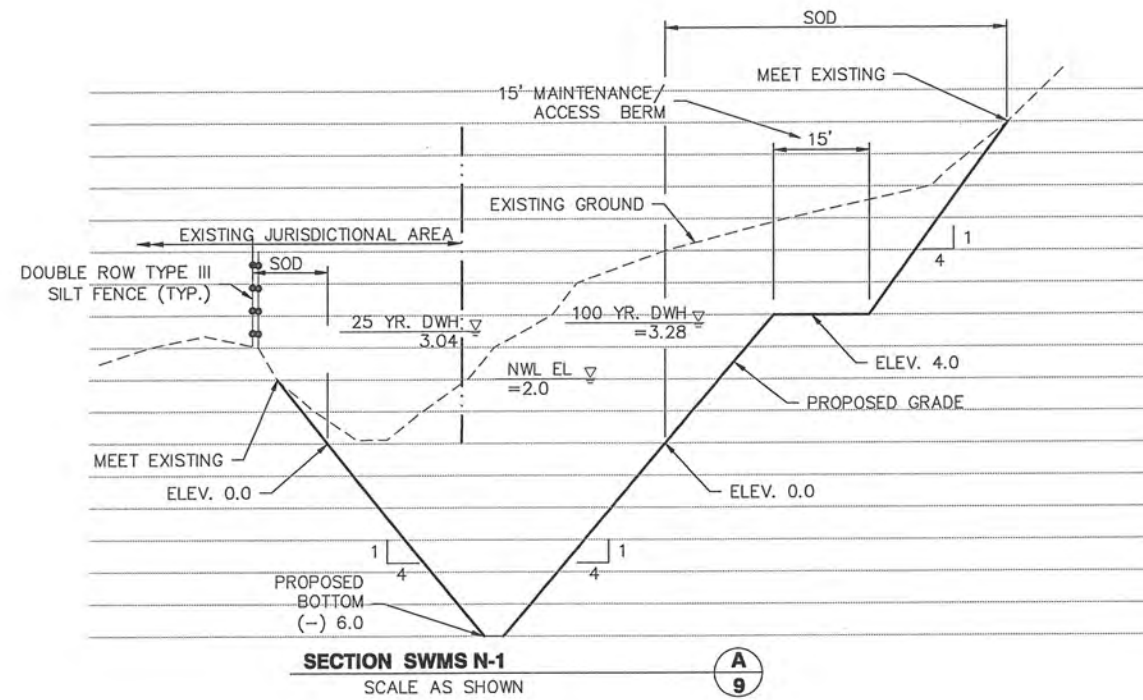 SOD
MEET EXISTING
15' MAINTENANCE/
ACCESS BERM
15'
EXISTING GROUND
EXISTING JURISDICTIONAL AREA
1
4
DOUBLE ROW TYPE III
SILT FENCE (TYP.)
SOD
25 YR. DWH
3.04
100 YR. DWH
=3.28
NWL EL
=2.0
ELEV. 4.0
PROPOSED GRADE
MEET EXISTING
ELEV. 0.0
ELEV. 0.0
1
4
1
4
PROPOSED
BOTTOM
(-) 6.0
SECTION SWMS N-1
SCALE AS SHOWN
A
9